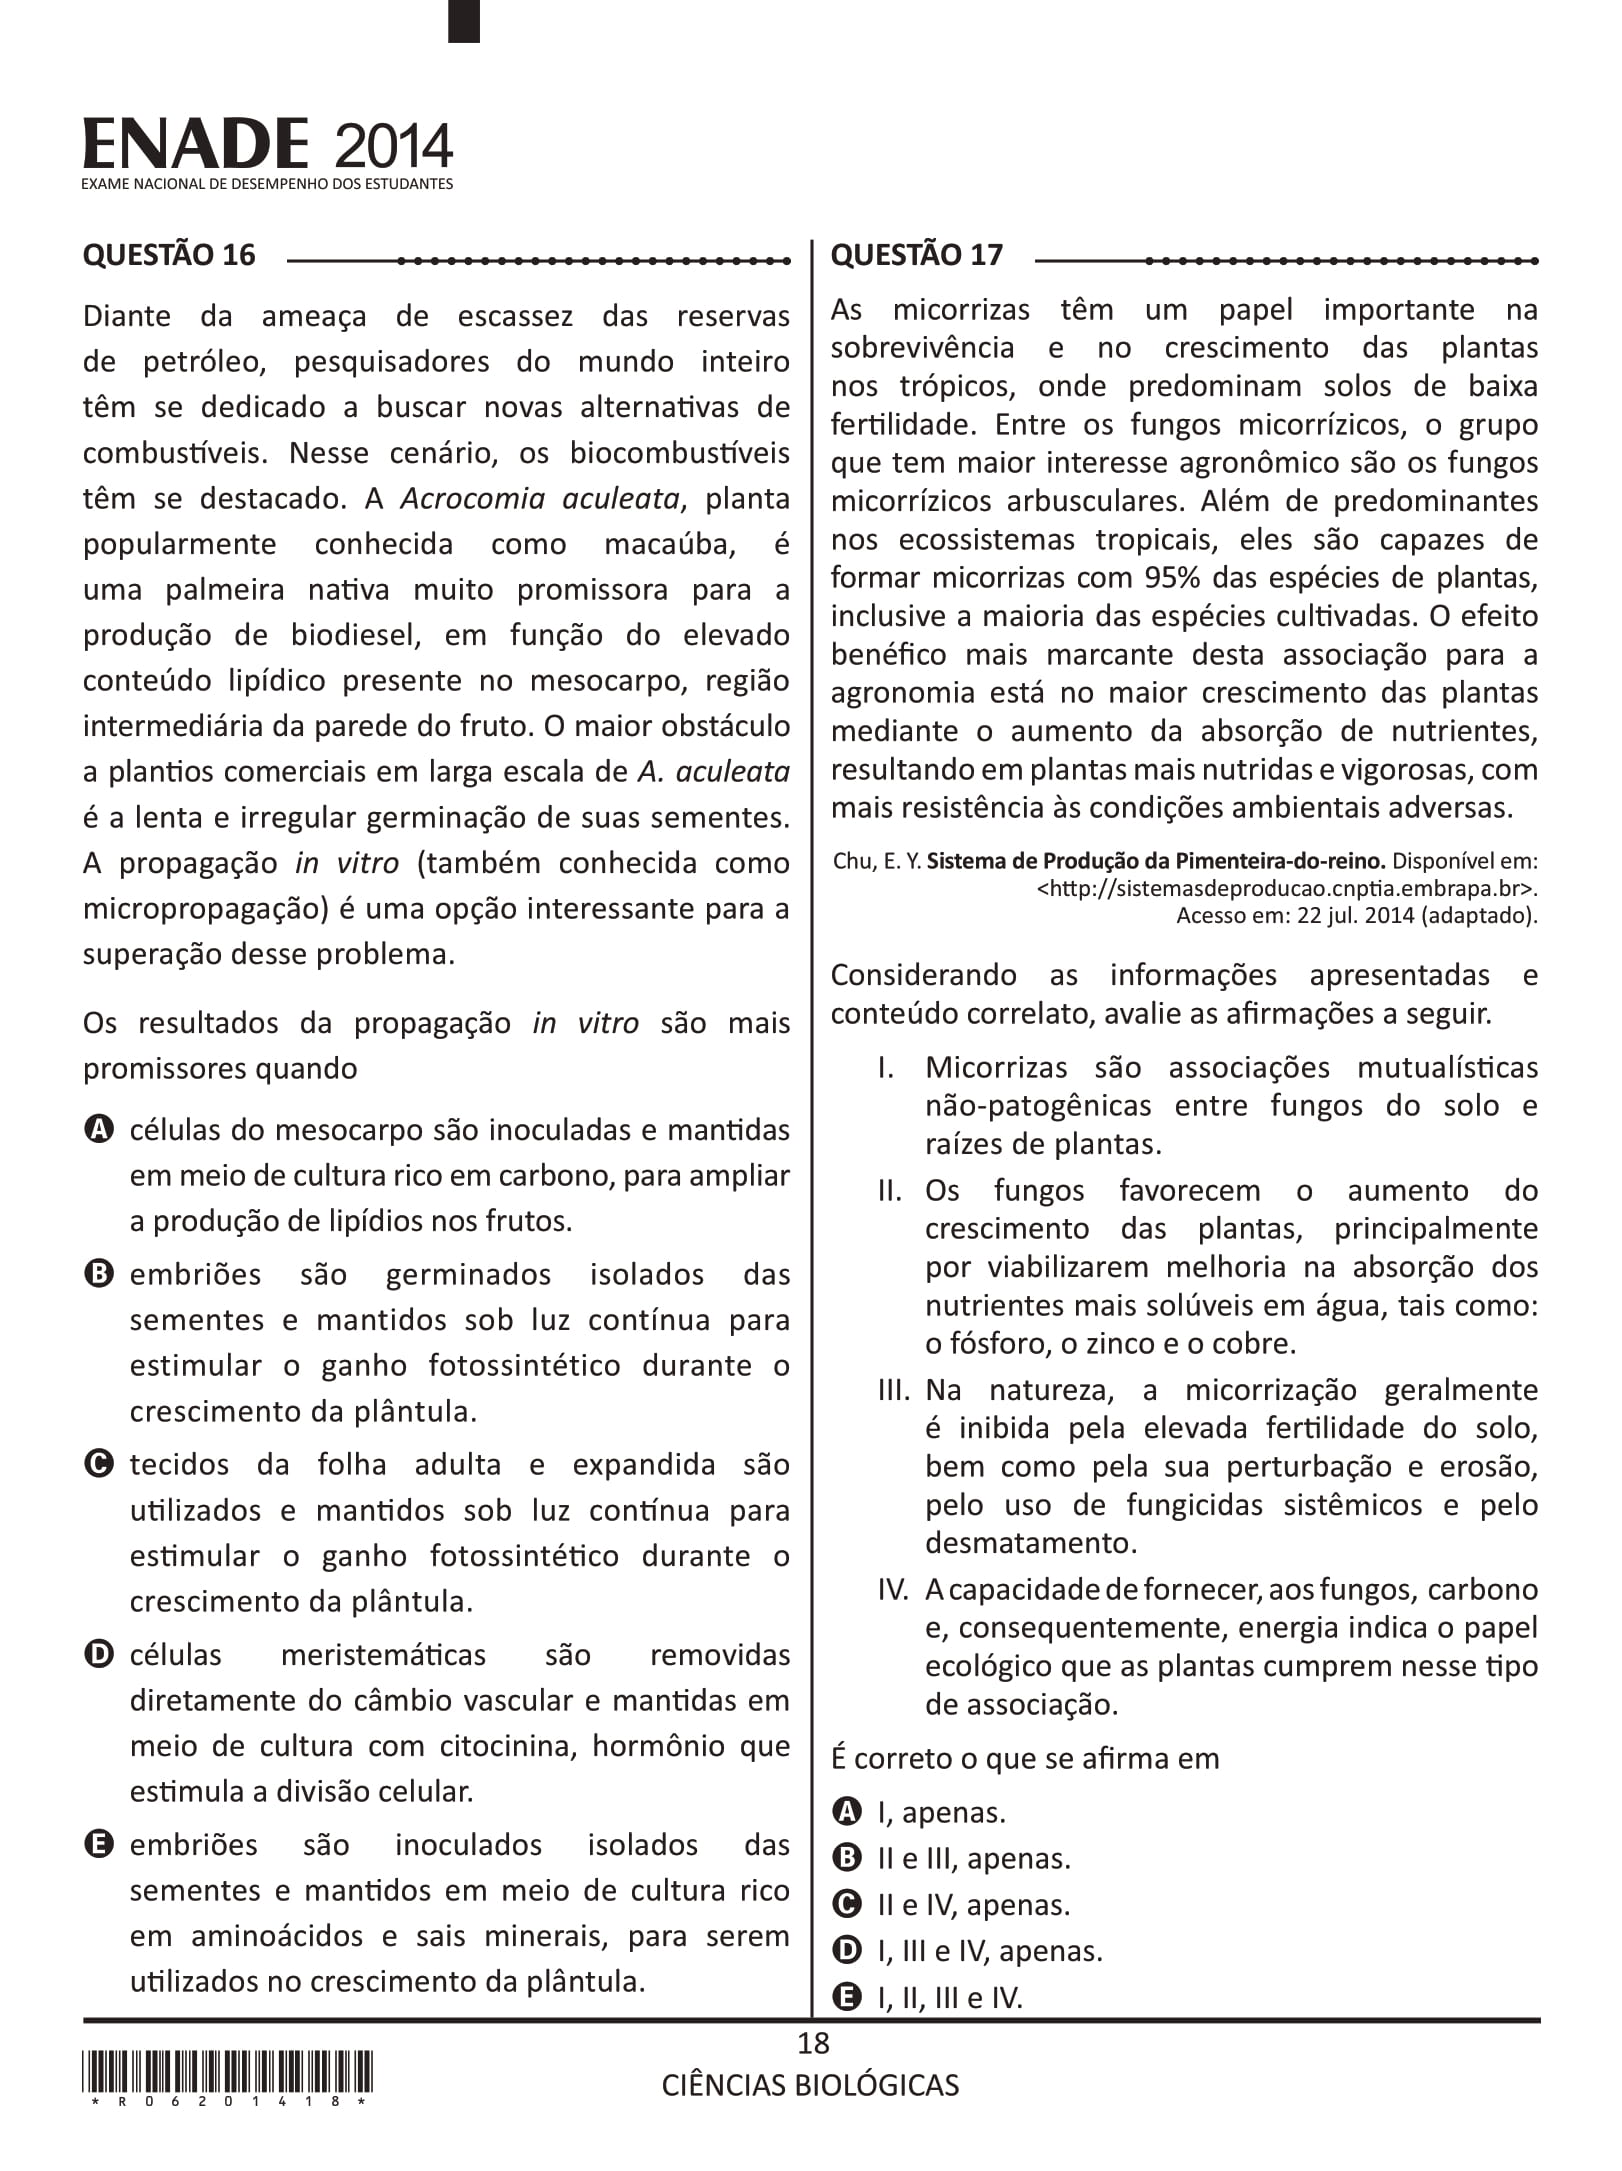 ENADE 2014
EXAME NACIONAL DE DESEMPENHO DOS ESTUDANTES
QUESTÃO 16
Diante da ameaça de escassez das reservas
de petróleo, pesquisadores do mundo inteiro
têm se dedicado a buscar novas alternativas de
combustíveis. Nesse cenário, os biocombustíveis
têm se destacado. A Acrocomia aculeata, planta
popularmente conhecida como macaúba, é
uma palmeira nativa muito promissora para a
produção de biodiesel, em função do elevado
conteúdo lipídico presente no mesocarpo, região
intermediária da parede do fruto. O maior obstáculo
a plantios comerciais em larga escala de A. aculeata
é a lenta e irregular germinação de suas sementes.
A propagação in vitro (também conhecida como
micropropagação) é uma opção interessante para a
superação desse problema.
Os resultados da propagação in vitro são mais
promissores quando
A células do mesocarpo são inoculadas e mantidas
em meio de cultura rico em carbono, para ampliar
a produção de lipídios nos frutos.
B embriões são germinados isolados das
sementes e mantidos sob luz contínua para
estimular o ganho fotossintético durante o
crescimento da plântula.
C tecidos da folha adulta e expandida são
utilizados e mantidos sob luz contínua para
estimular o ganho fotossintético durante o
crescimento da plântula.
D células meristemáticas são removidas
diretamente do câmbio vascular e mantidas em
meio de cultura com citocinina, hormônio que
estimula a divisão celular.
E embriões são inoculados isolados das
sementes e mantidos em meio de cultura rico
em aminoácidos e sais minerais, para serem
utilizados no crescimento da plântula.
QUESTÃO 17
As micorrizas têm um papel importante na
sobrevivência e no crescimento das plantas
nos trópicos, onde predominam solos de baixa
fertilidade. Entre os fungos micorrízicos, o grupo
que tem maior interesse agronômico são os fungos
micorrízicos arbusculares. Além de predominantes
nos ecossistemas tropicais, eles são capazes de
formar micorrizas com 95% das espécies de plantas,
inclusive a maioria das espécies cultivadas. O efeito
benéfico mais marcante desta associação para a
agronomia está no maior crescimento das plantas
mediante o aumento da absorção de nutrientes,
resultando em plantas mais nutridas e vigorosas, com
mais resistência às condições ambientais adversas.
Chu, E. Y. Sistema de Produção da Pimenteira-do-reino. Disponível em:
<http://sistemasdeproducao.cnptia.embrapa.br>.
Acesso em: 22 jul. 2014 (adaptado).
Considerando as informações apresentadas e
conteúdo correlato, avalie as afirmações a seguir.
I. Micorrizas são associações mutualísticas
não-patogênicas entre fungos do solo e
raízes de plantas.
II. Os fungos favorecem o aumento do
crescimento das plantas, principalmente
por viabilizarem melhoria na absorção dos
nutrientes mais solúveis em água, tais como:
o fósforo, o zinco e o cobre.
III. Na natureza, a micorrização geralmente
é inibida pela elevada fertilidade do solo,
bem como pela sua perturbação e erosão,
pelo uso de fungicidas sistêmicos e pelo
desmatamento.
IV. A capacidade de fornecer, aos fungos, carbono
e, consequentemente, energia indica o papel
ecológico que as plantas cumprem nesse tipo
de associação.
É correto o que se afirma em
A I, apenas.
B II e III, apenas.
C II e IV, apenas.
D I, III e IV, apenas.
E I, II, III e IV.
18
CIÊNCIAS BIOLÓGICAS
* R 0 6 2 0 1 4 1 8 *